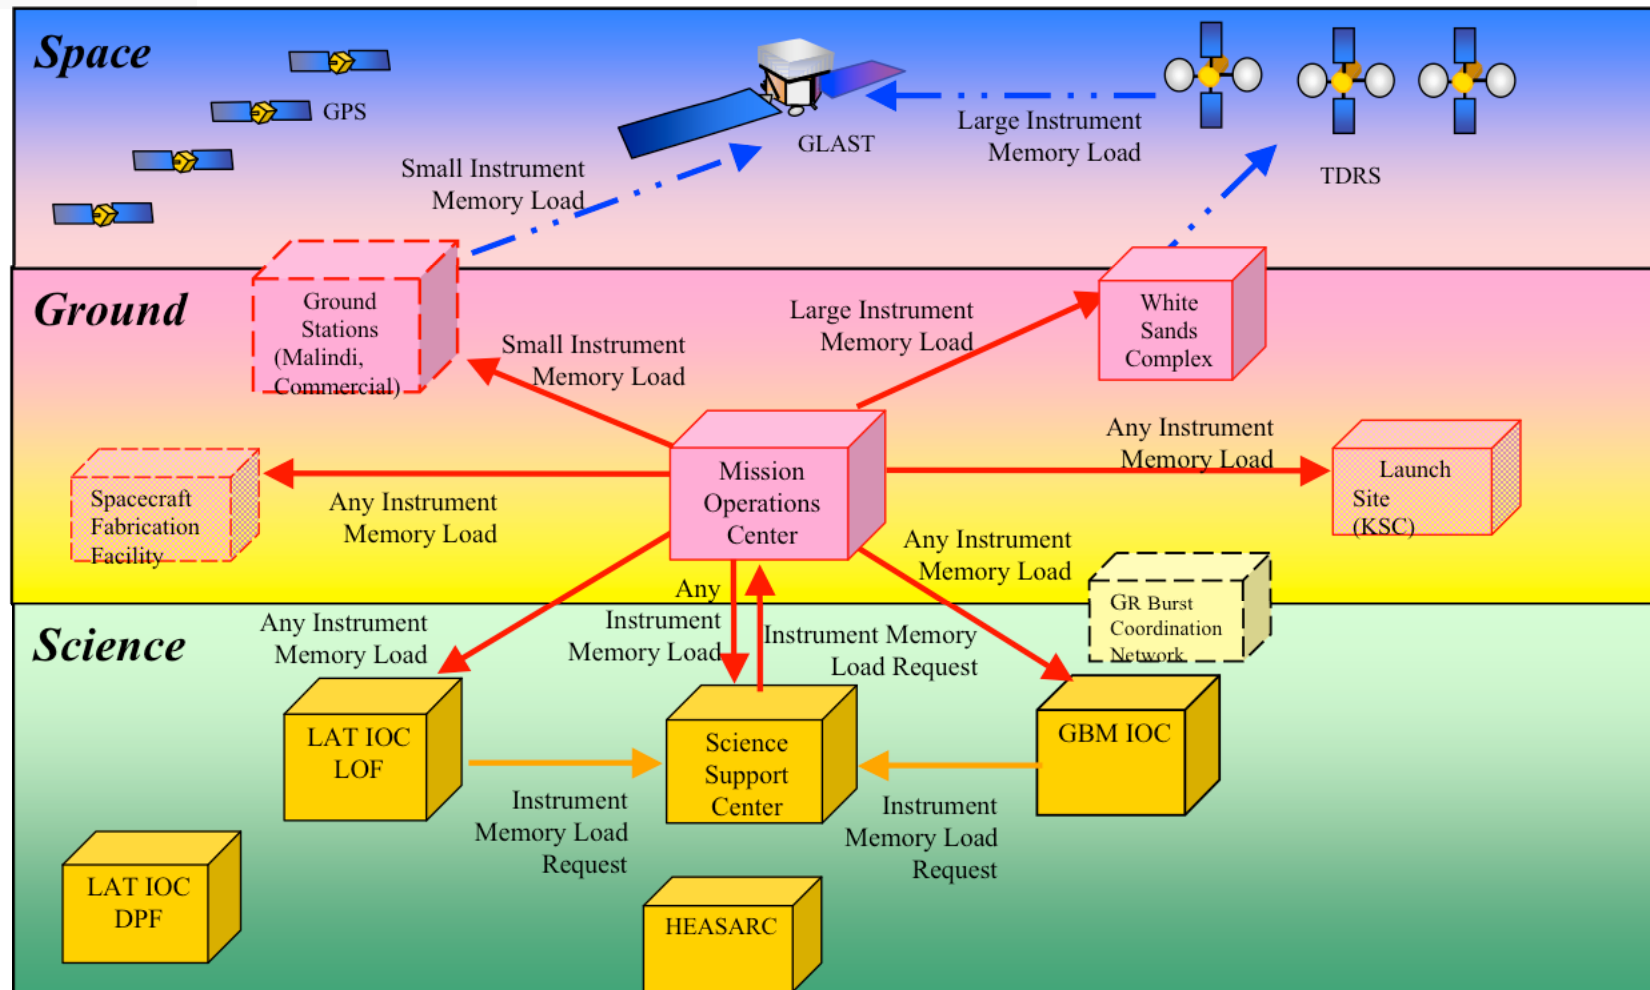 Space
GPS
GLAST
Large Instrument
Memory Load
TDRS
Small Instrument
Memory Load
Ground
Ground
Stations
(Malindi,
Commercial)
Small Instrument
Memory Load
Large Instrument
Memory Load
White
Sands
Complex
Spacecraft
Fabrication
Facility
Any Instrument
Memory Load
Mission
Operations
Center
Any Instrument
Memory Load
Launch
Site
(KSC)
Any Instrument
Memory Load
GR Burst
Coordination
Network
Science
Any Instrument
Memory Load
Any
Instrument
Memory Load
Instrument Memory
Load Request
LAT IOC
LOF
Science
Support
Center
GBM IOC
Instrument
Memory Load
Request
Instrument
Memory Load
Request
LAT IOC
DPF
HEASARC